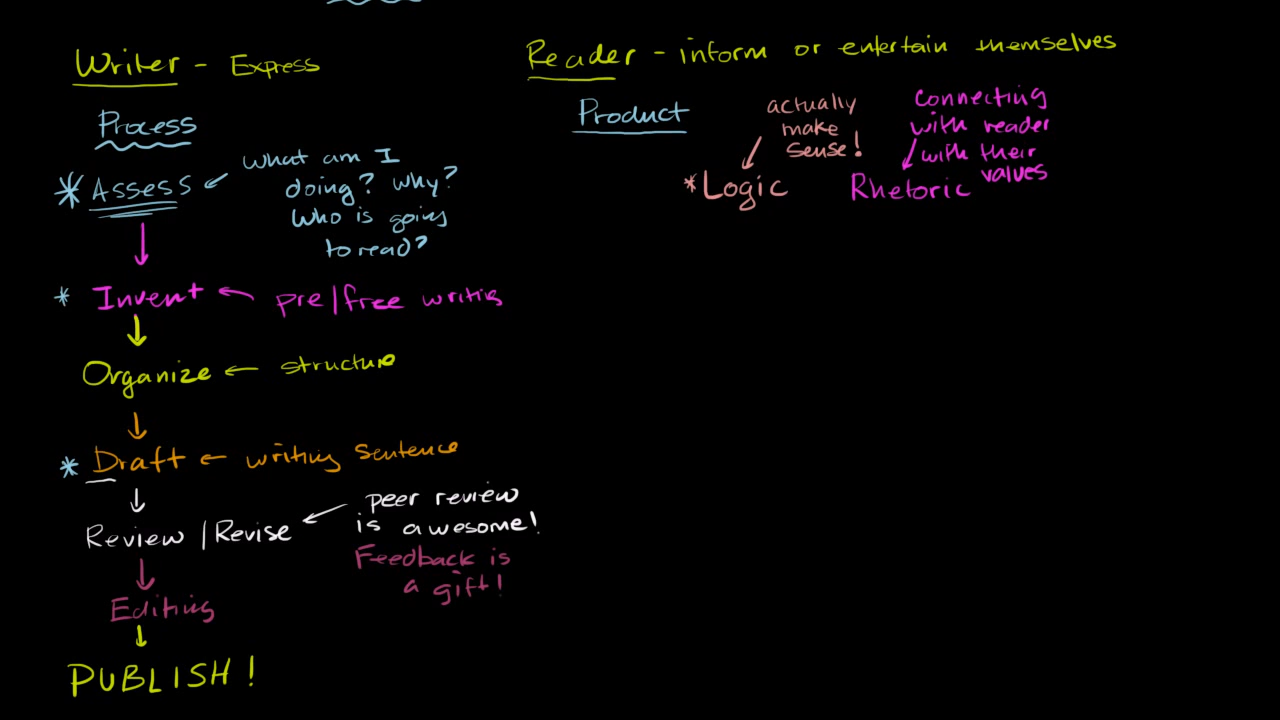 Writer - Express
Process
* Assess
What am I
doing? why?
Who is going
to read?
* Invent
pre/free writing
Organize
structure
* Draft
writing sentence
Review/Revise
peer review
is awesome!
Feedback is
a gift!
Editing
PUBLISH!
Reader - inform or entertain themselves
Product
actually
make
sense!
*Logic
Connecting
with reader
with their
values
Rhetoric